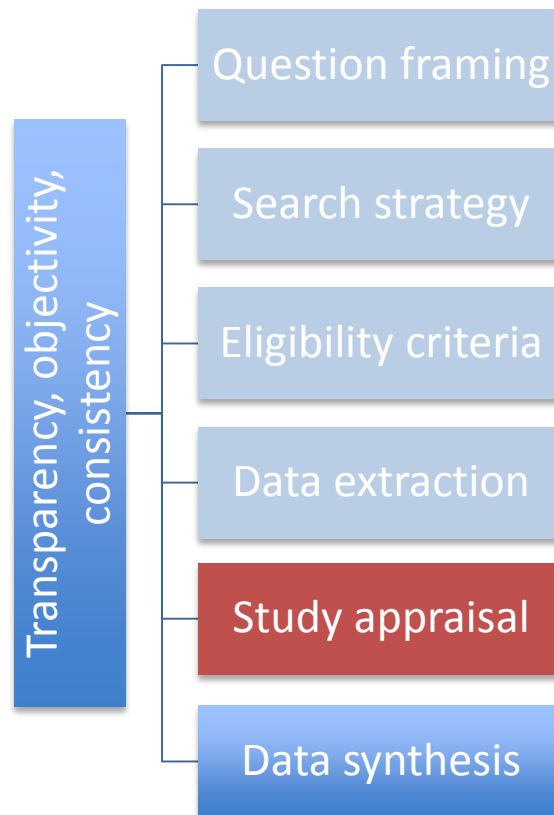 Transparency, objectivity,
consistency
Question framing
Search strategy
Eligibility criteria
Data extraction
Study appraisal
Data synthesis